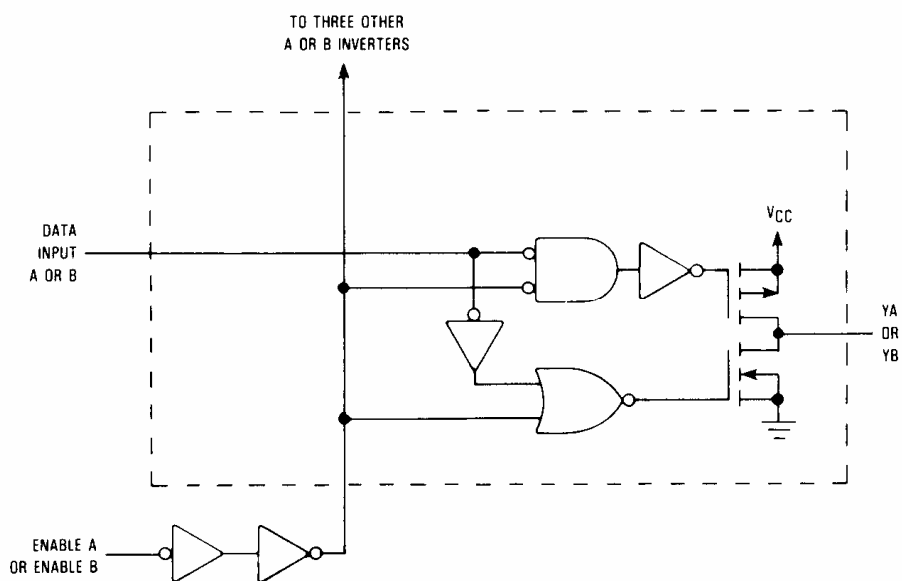 TO THREE OTHER
A OR B INVERTERS
DATA
INPUT
A OR B
VCC
YA
OR
YB
ENABLE A
OR ENABLE B